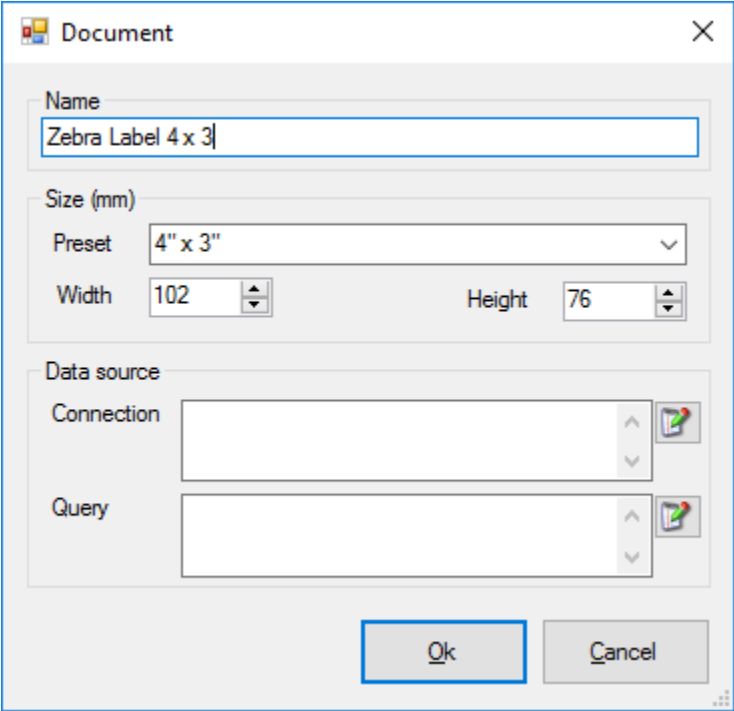 Document
Name
Zebra Label 4 x 3
Size (mm)
Preset 4" x 3"
Width 102 Height 76
Data source
Connection
Query
Ok Cancel